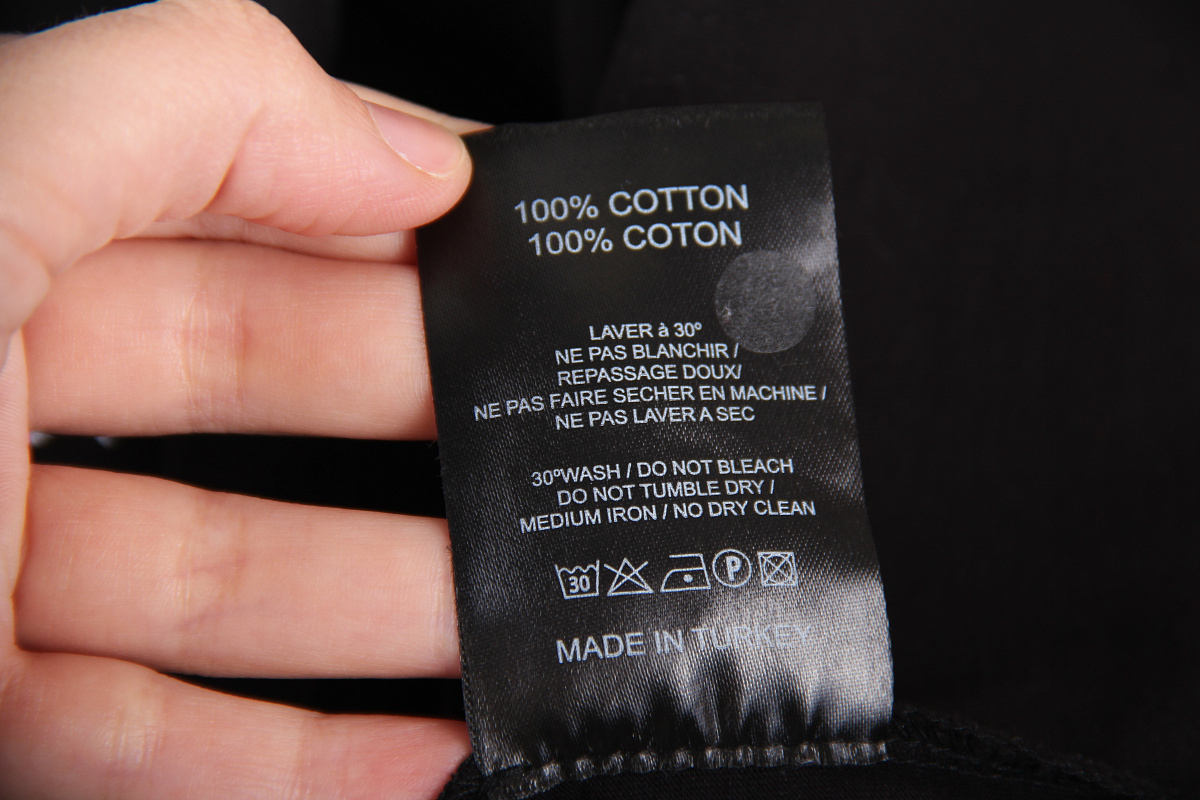 100% COTTON
100% COTON
LAVER à 30º
NE PAS BLANCHIR /
REPASSAGE DOUX/
NE PAS FAIRE SECHER EN MACHINE /
NE PAS LAVER A SEC
30ºWASH / DO NOT BLEACH
DO NOT TUMBLE DRY /
MEDIUM IRON / NO DRY CLEAN
30 P
MADE IN TURKEY